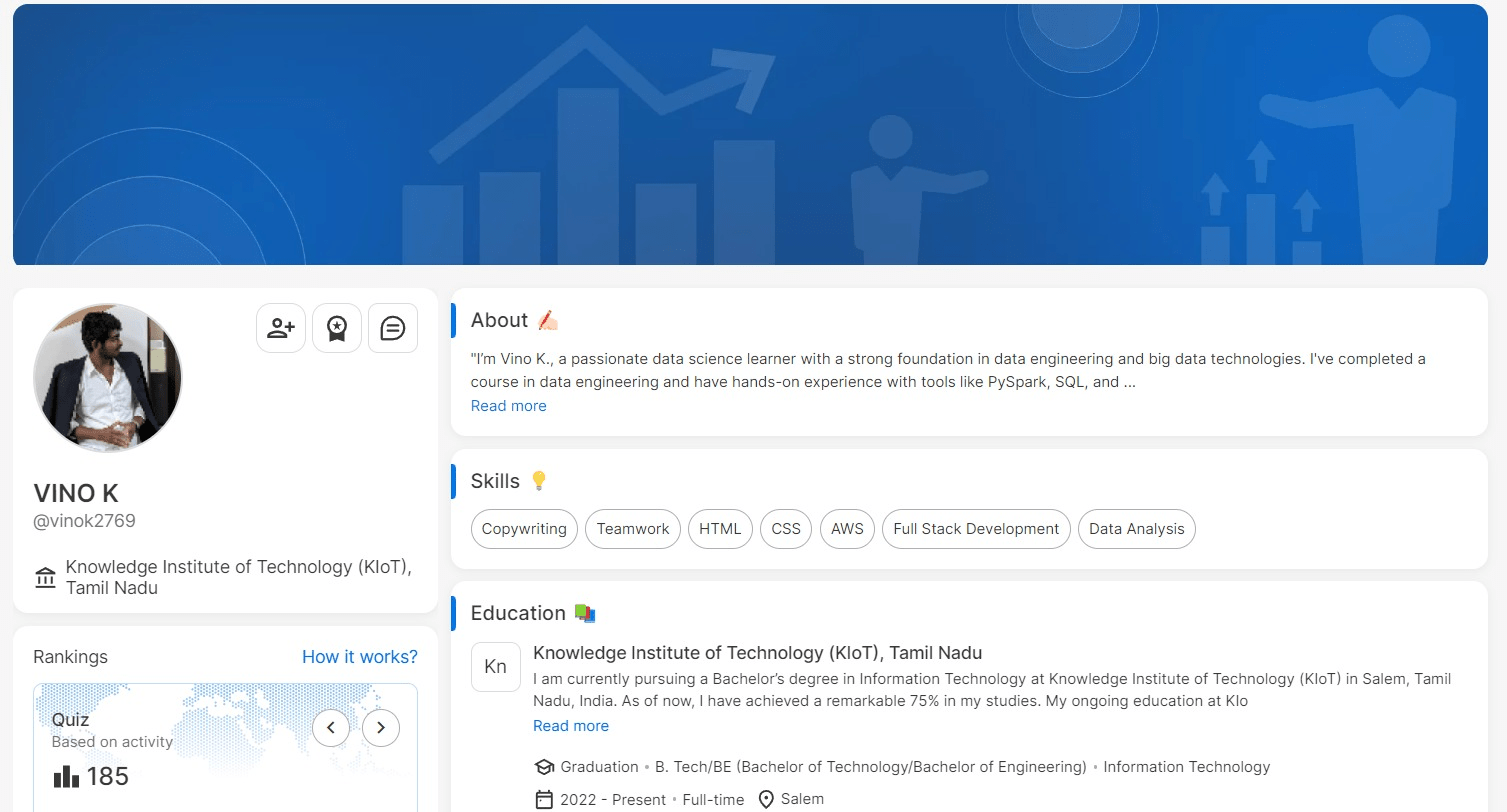 VINO K
@vinok2769
Knowledge Institute of Technology (KIoT),
Tamil Nadu
Rankings
How it works?
Quiz
Based on activity
185
About
"I’m Vino K., a passionate data science learner with a strong foundation in data engineering and big data technologies. I've completed a
course in data engineering and have hands-on experience with tools like PySpark, SQL, and ...
Read more
Skills
Copywriting Teamwork HTML CSS AWS Full Stack Development Data Analysis
Education
Kn
Knowledge Institute of Technology (KIoT), Tamil Nadu
I am currently pursuing a Bachelor’s degree in Information Technology at Knowledge Institute of Technology (KIoT) in Salem, Tamil
Nadu, India. As of now, I have achieved a remarkable 75% in my studies. My ongoing education at KIo
Read more
Graduation • B. Tech/BE (Bachelor of Technology/Bachelor of Engineering) • Information Technology
2022 - Present • Full-time Salem